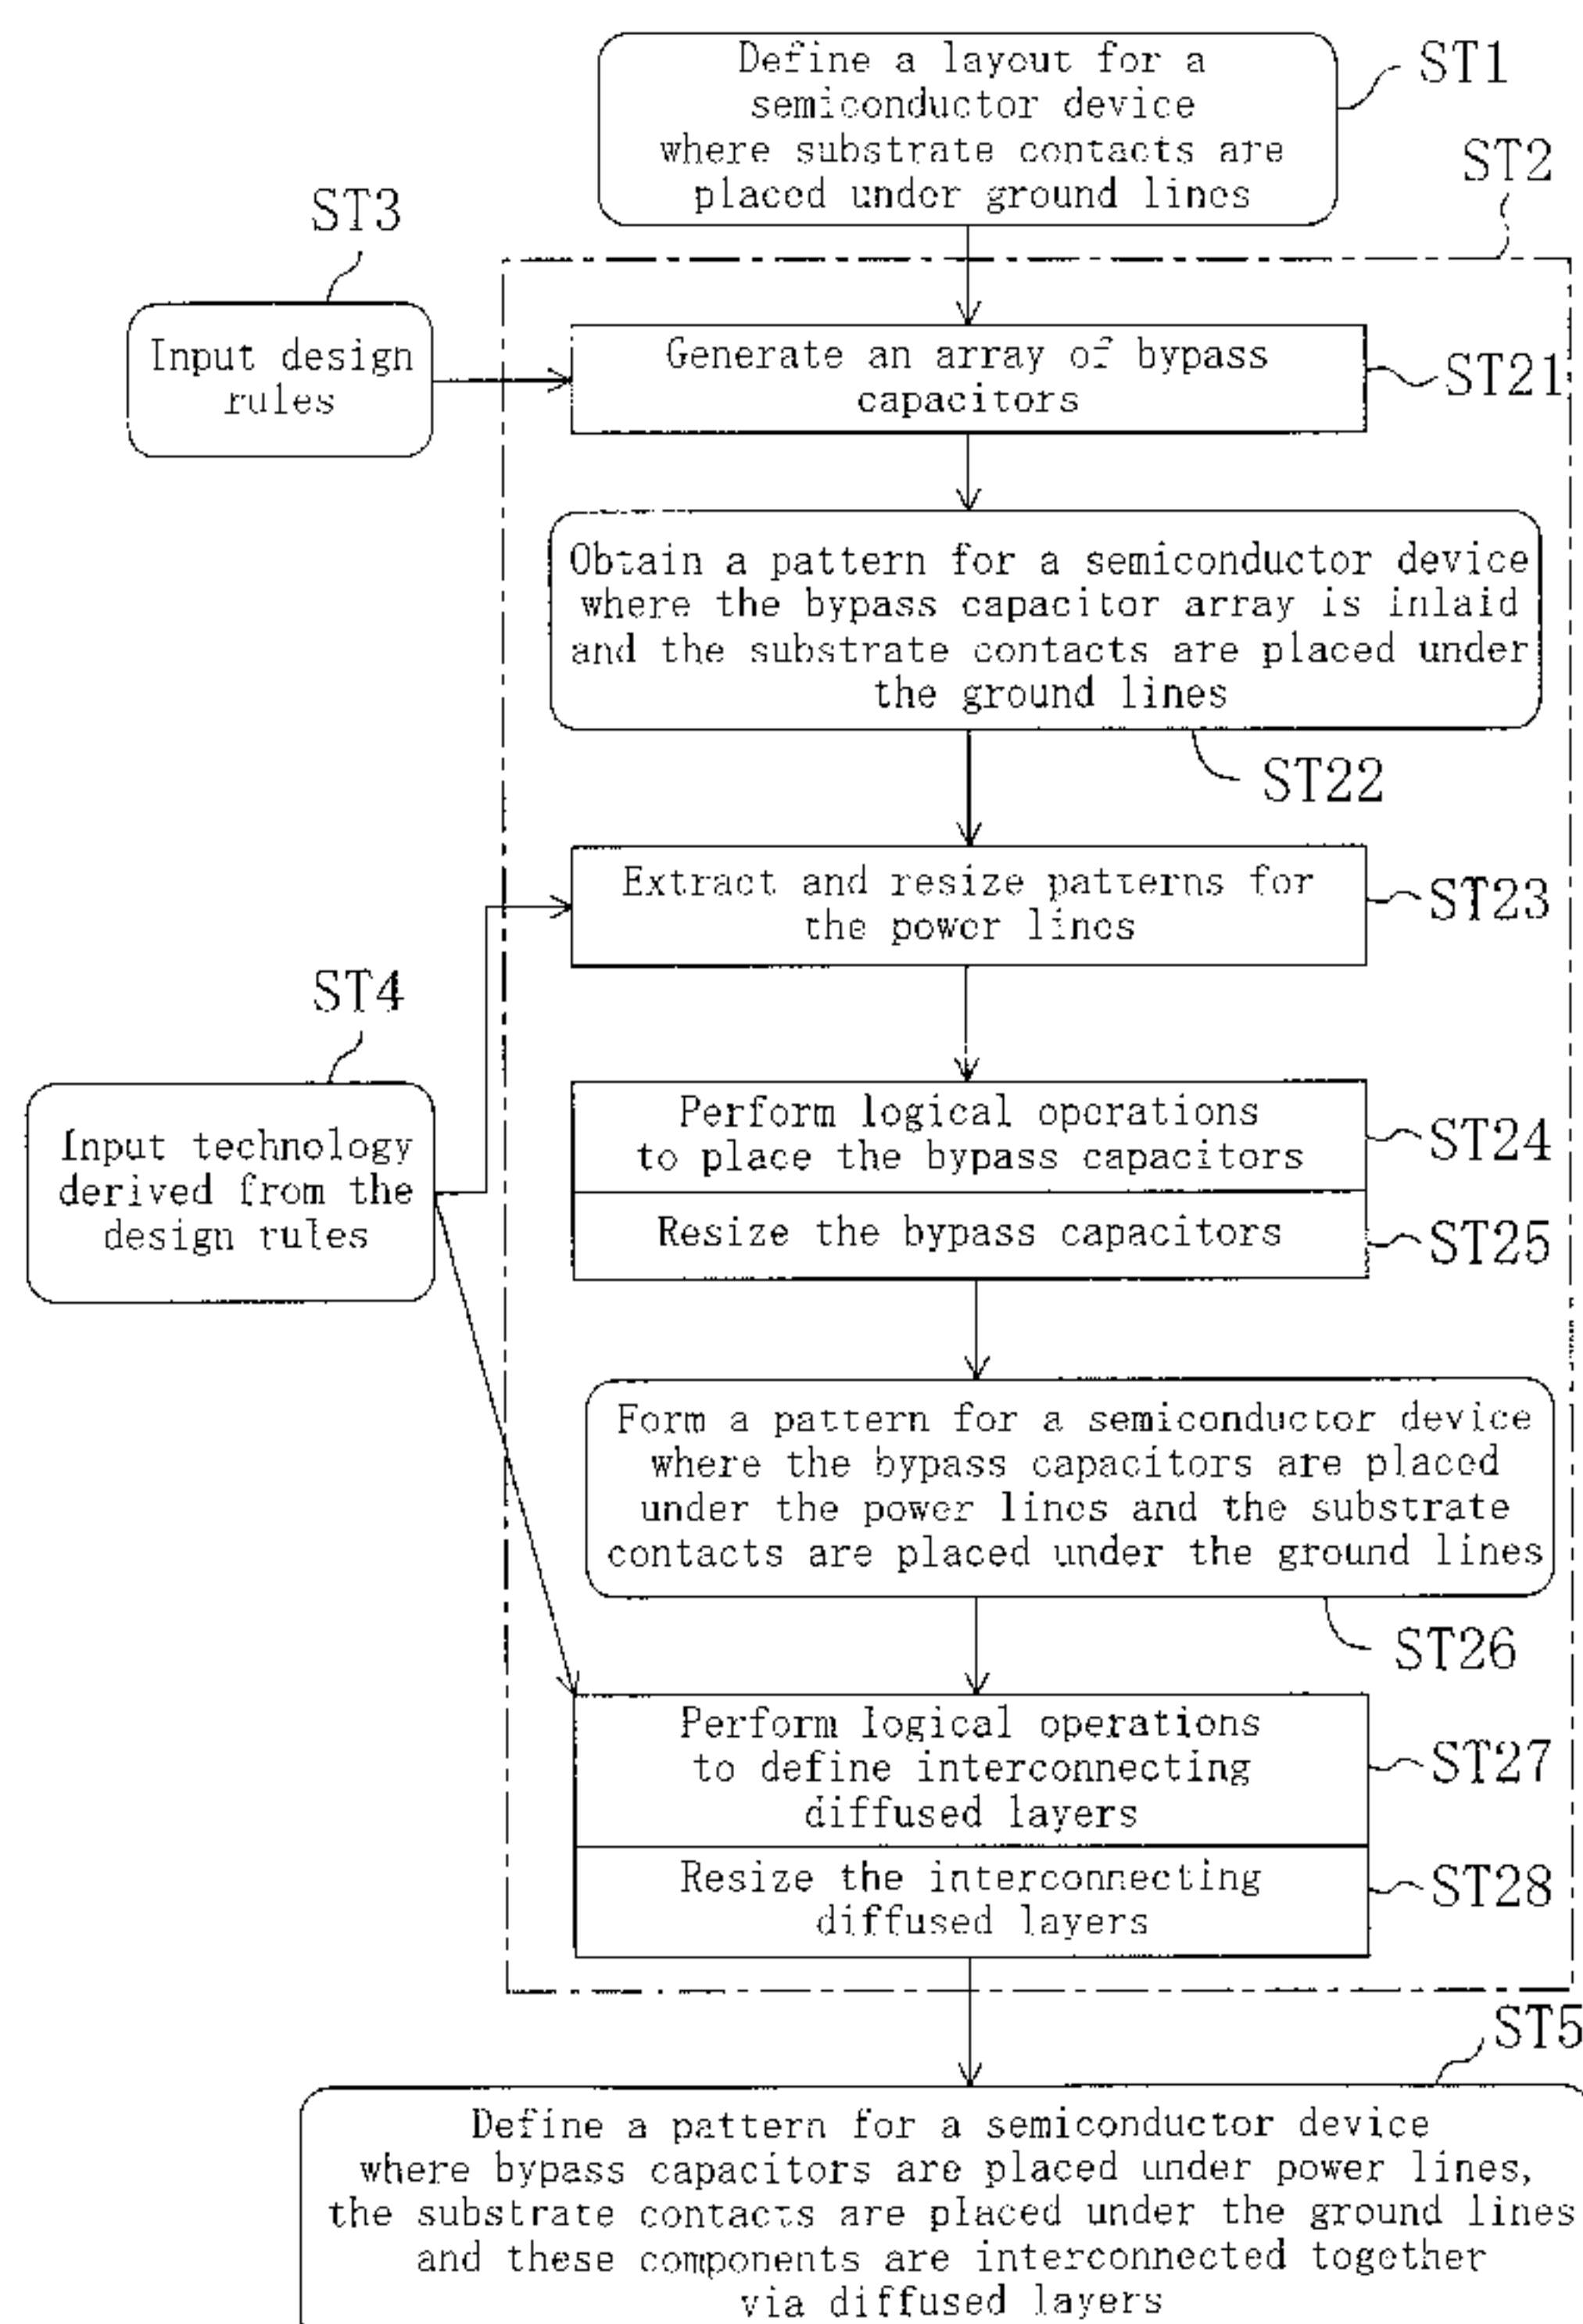 Define a layout for a
semiconductor device
where substrate contacts are
placed under ground lines
ST1
ST2
ST3
Input design
rules
Generate an array of bypass
capacitors
ST21
Obtain a pattern for a semiconductor device
where the bypass capacitor array is inlaid
and the substrate contacts are placed under
the ground lines
ST22
Extract and resize patterns for
the power lines
ST23
ST4
Input technology
derived from the
design rules
Perform logical operations
to place the bypass capacitors
ST24
Resize the bypass capacitors
ST25
Form a pattern for a semiconductor device
where the bypass capacitors are placed
under the power lines and the substrate
contacts are placed under the ground lines
ST26
Perform logical operations
to define interconnecting
diffused layers
ST27
Resize the interconnecting
diffused layers
ST28
ST5
Define a pattern for a semiconductor device
where bypass capacitors are placed under power lines,
the substrate contacts are placed under the ground lines
and these components are interconnected together
via diffused layers